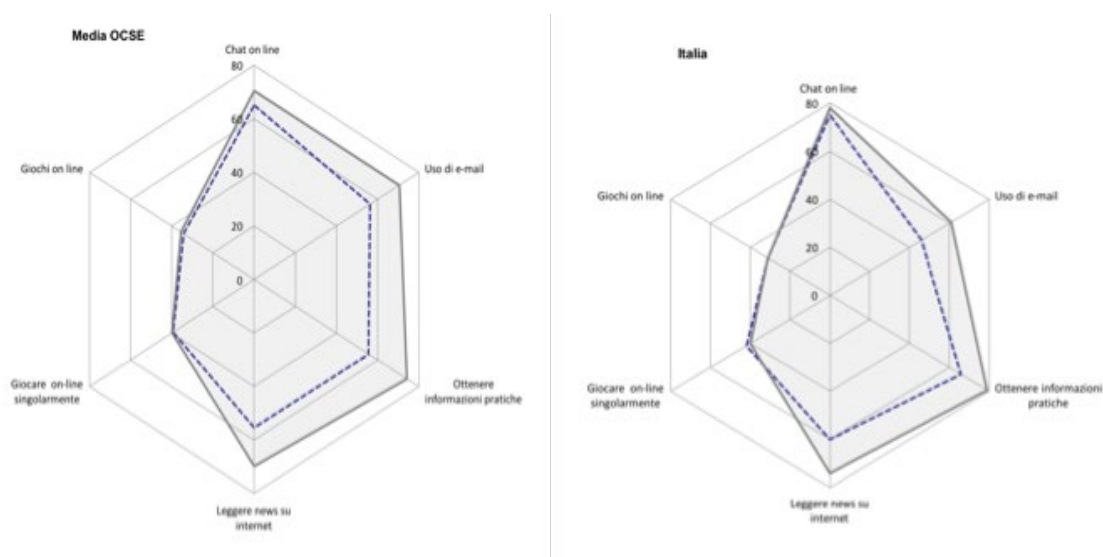 Media OCSE
Chat on line
80
60
40
20
0
Giochi on line
Uso di e-mail
Giocare on-line
singolarmente
Ottenere
informazioni pratiche
Leggere news su
internet
Italia
Chat on line
80
60
40
20
0
Giochi on line
Uso di e-mail
Giocare on-line
singolarmente
Ottenere informazioni
pratiche
Leggere news su
internet